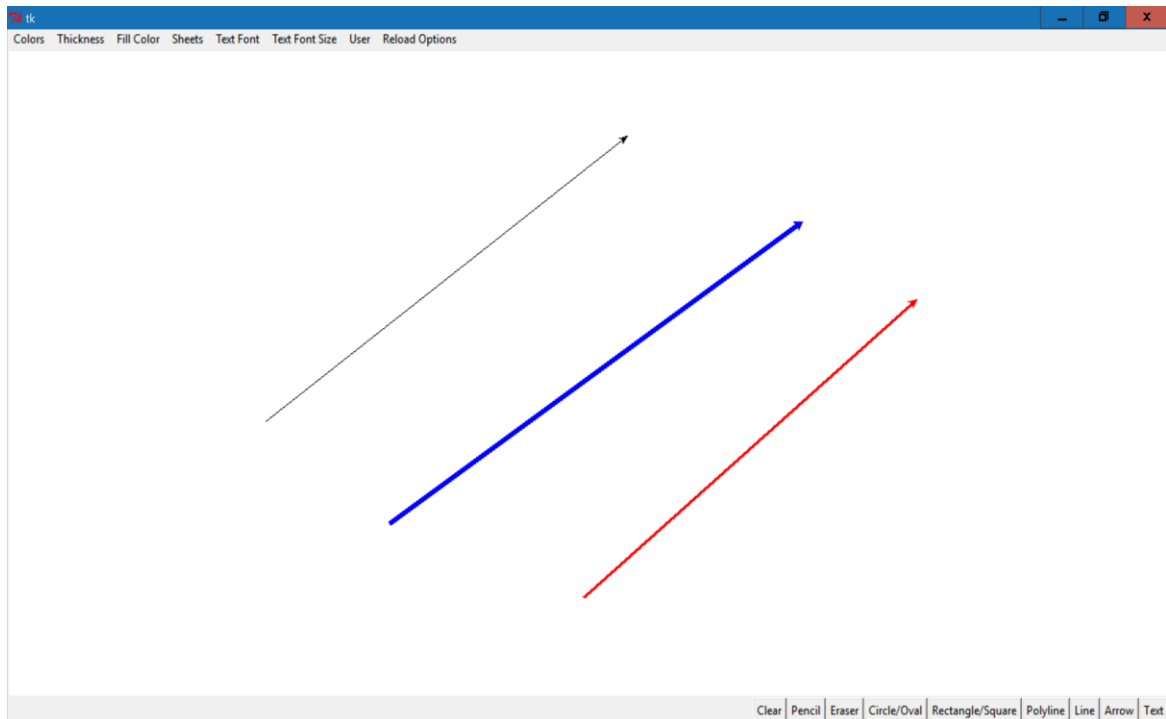 tk
Colors Thickness Fill Color Sheets Text Font Text Font Size User Reload Options
Clear Pencil Eraser Circle/Oval Rectangle/Square Polyline Line Arrow Text